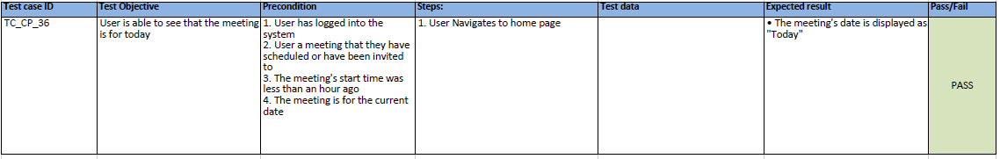 Test case ID
Test Objective
Precondition
Steps:
Test data
Expected result
Pass/Fail
TC_CP_36
User is able to see that the meeting
is for today
1. User has logged into the
system
2. User a meeting that they have
scheduled or have been invited
to
3. The meeting's start time was
less than an hour ago
4. The meeting is for the current
date
1. User Navigates to home page
• The meeting's date is displayed as
"Today"
PASS